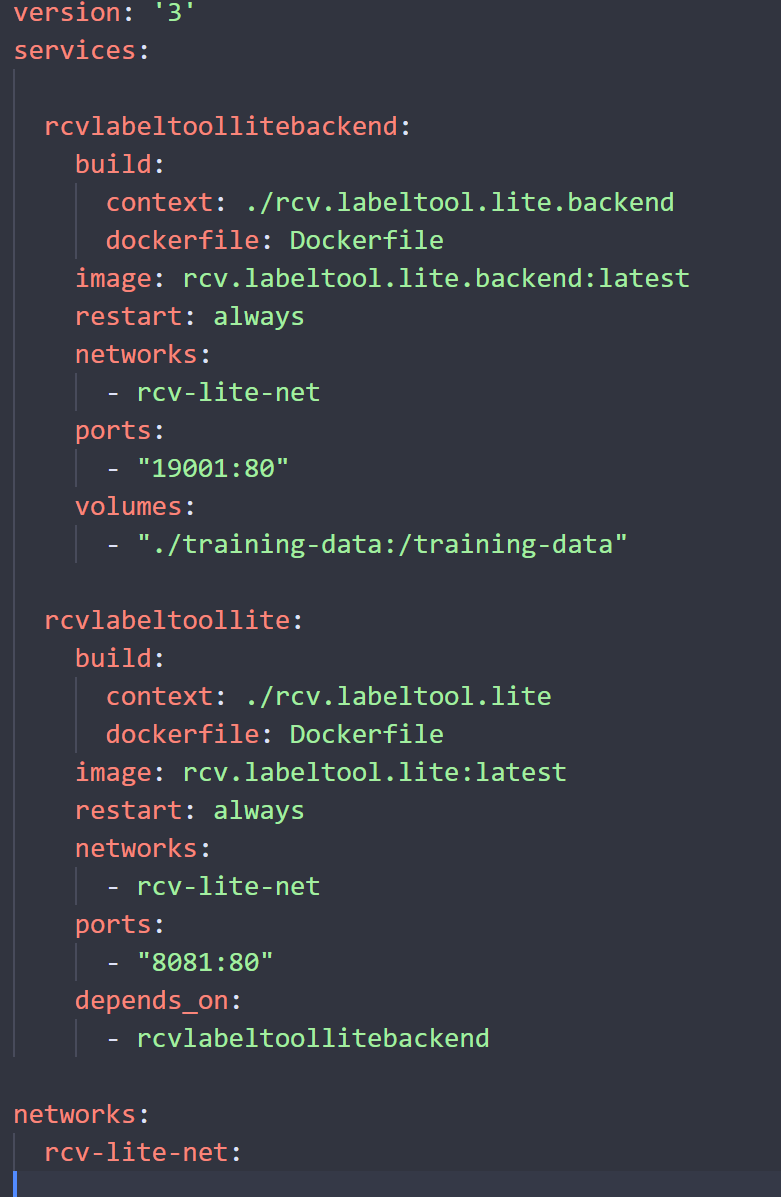 version: '3'
services:
rcvlabeltoollitebackend:
build:
context: ./rcv.labeltool.lite.backend
dockerfile: Dockerfile
image: rcv.labeltool.lite.backend:latest
restart: always
networks:
- rcv-lite-net
ports:
- "19001:80"
volumes:
- "./training-data:/training-data"
rcvlabeltoollite:
build:
context: ./rcv.labeltool.lite
dockerfile: Dockerfile
image: rcv.labeltool.lite:latest
restart: always
networks:
- rcv-lite-net
ports:
- "8081:80"
depends_on:
- rcvlabeltoollitebackend
networks:
rcv-lite-net: